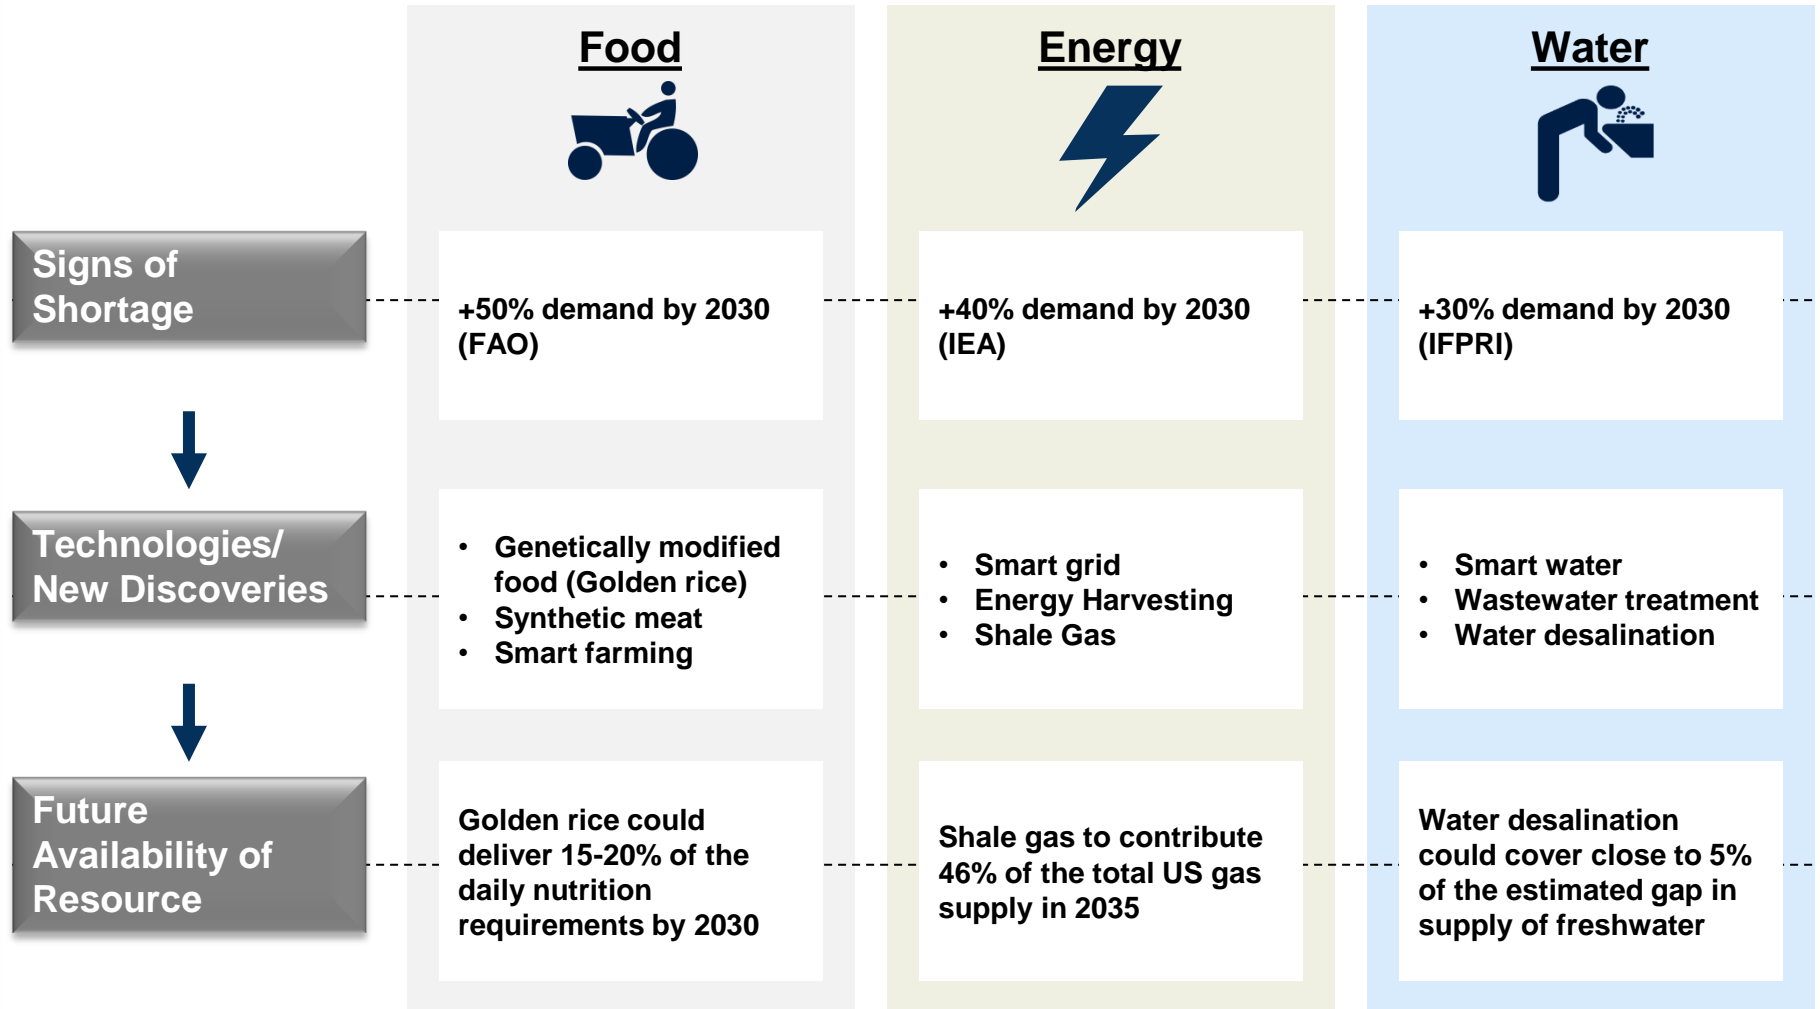 Food
Energy
Water
Signs of
Shortage
+50% demand by 2030
(FAO)
+40% demand by 2030
(IEA)
+30% demand by 2030
(IFPRI)
Technologies/
New Discoveries
• Genetically modified
food (Golden rice)
• Synthetic meat
• Smart farming
• Smart grid
• Energy Harvesting
• Shale Gas
• Smart water
• Wastewater treatment
• Water desalination
Future
Availability of
Resource
Golden rice could
deliver 15-20% of the
daily nutrition
requirements by 2030
Shale gas to contribute
46% of the total US gas
supply in 2035
Water desalination
could cover close to 5%
of the estimated gap in
supply of freshwater